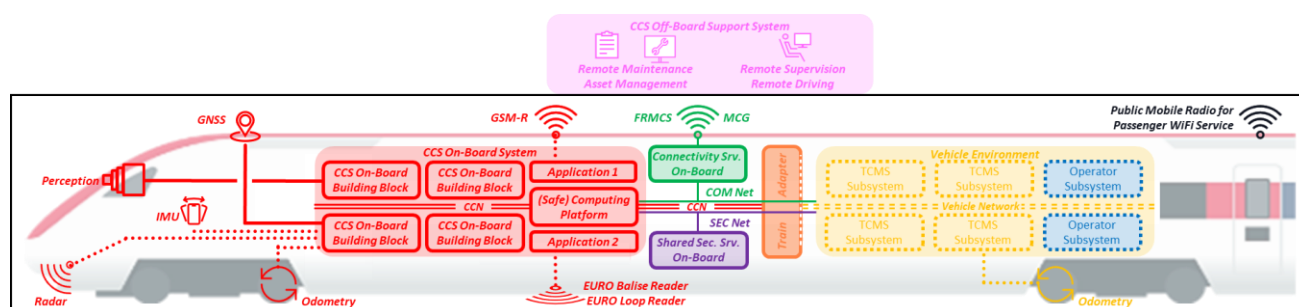 CCS Off-Board Support System
Remote Maintenance
Asset Management
Remote Supervision
Remote Driving
GNSS
GSM-R
FRMCS
MCG
Public Mobile Radio for
Passenger WiFi Service
CCS On-Board System
Perception
CCS On-Board
Building Block
CCS On-Board
Building Block
Application 1
Connectivity Srv.
On-Board
Adapter
Train
Vehicle Environment
TCMS
Subsystem
TCMS
Subsystem
Operator
Subsystem
IMU
CCN
(Safe) Computing
Platform
COM Net
CCN
SEC Net
Vehicle Network
CCS On-Board
Building Block
CCS On-Board
Building Block
Application 2
Shared Sec. Srv.
On-Board
TCMS
Subsystem
TCMS
Subsystem
Operator
Subsystem
Radar
Odometry
EURO Balise Reader
EURO Loop Reader
Odometry